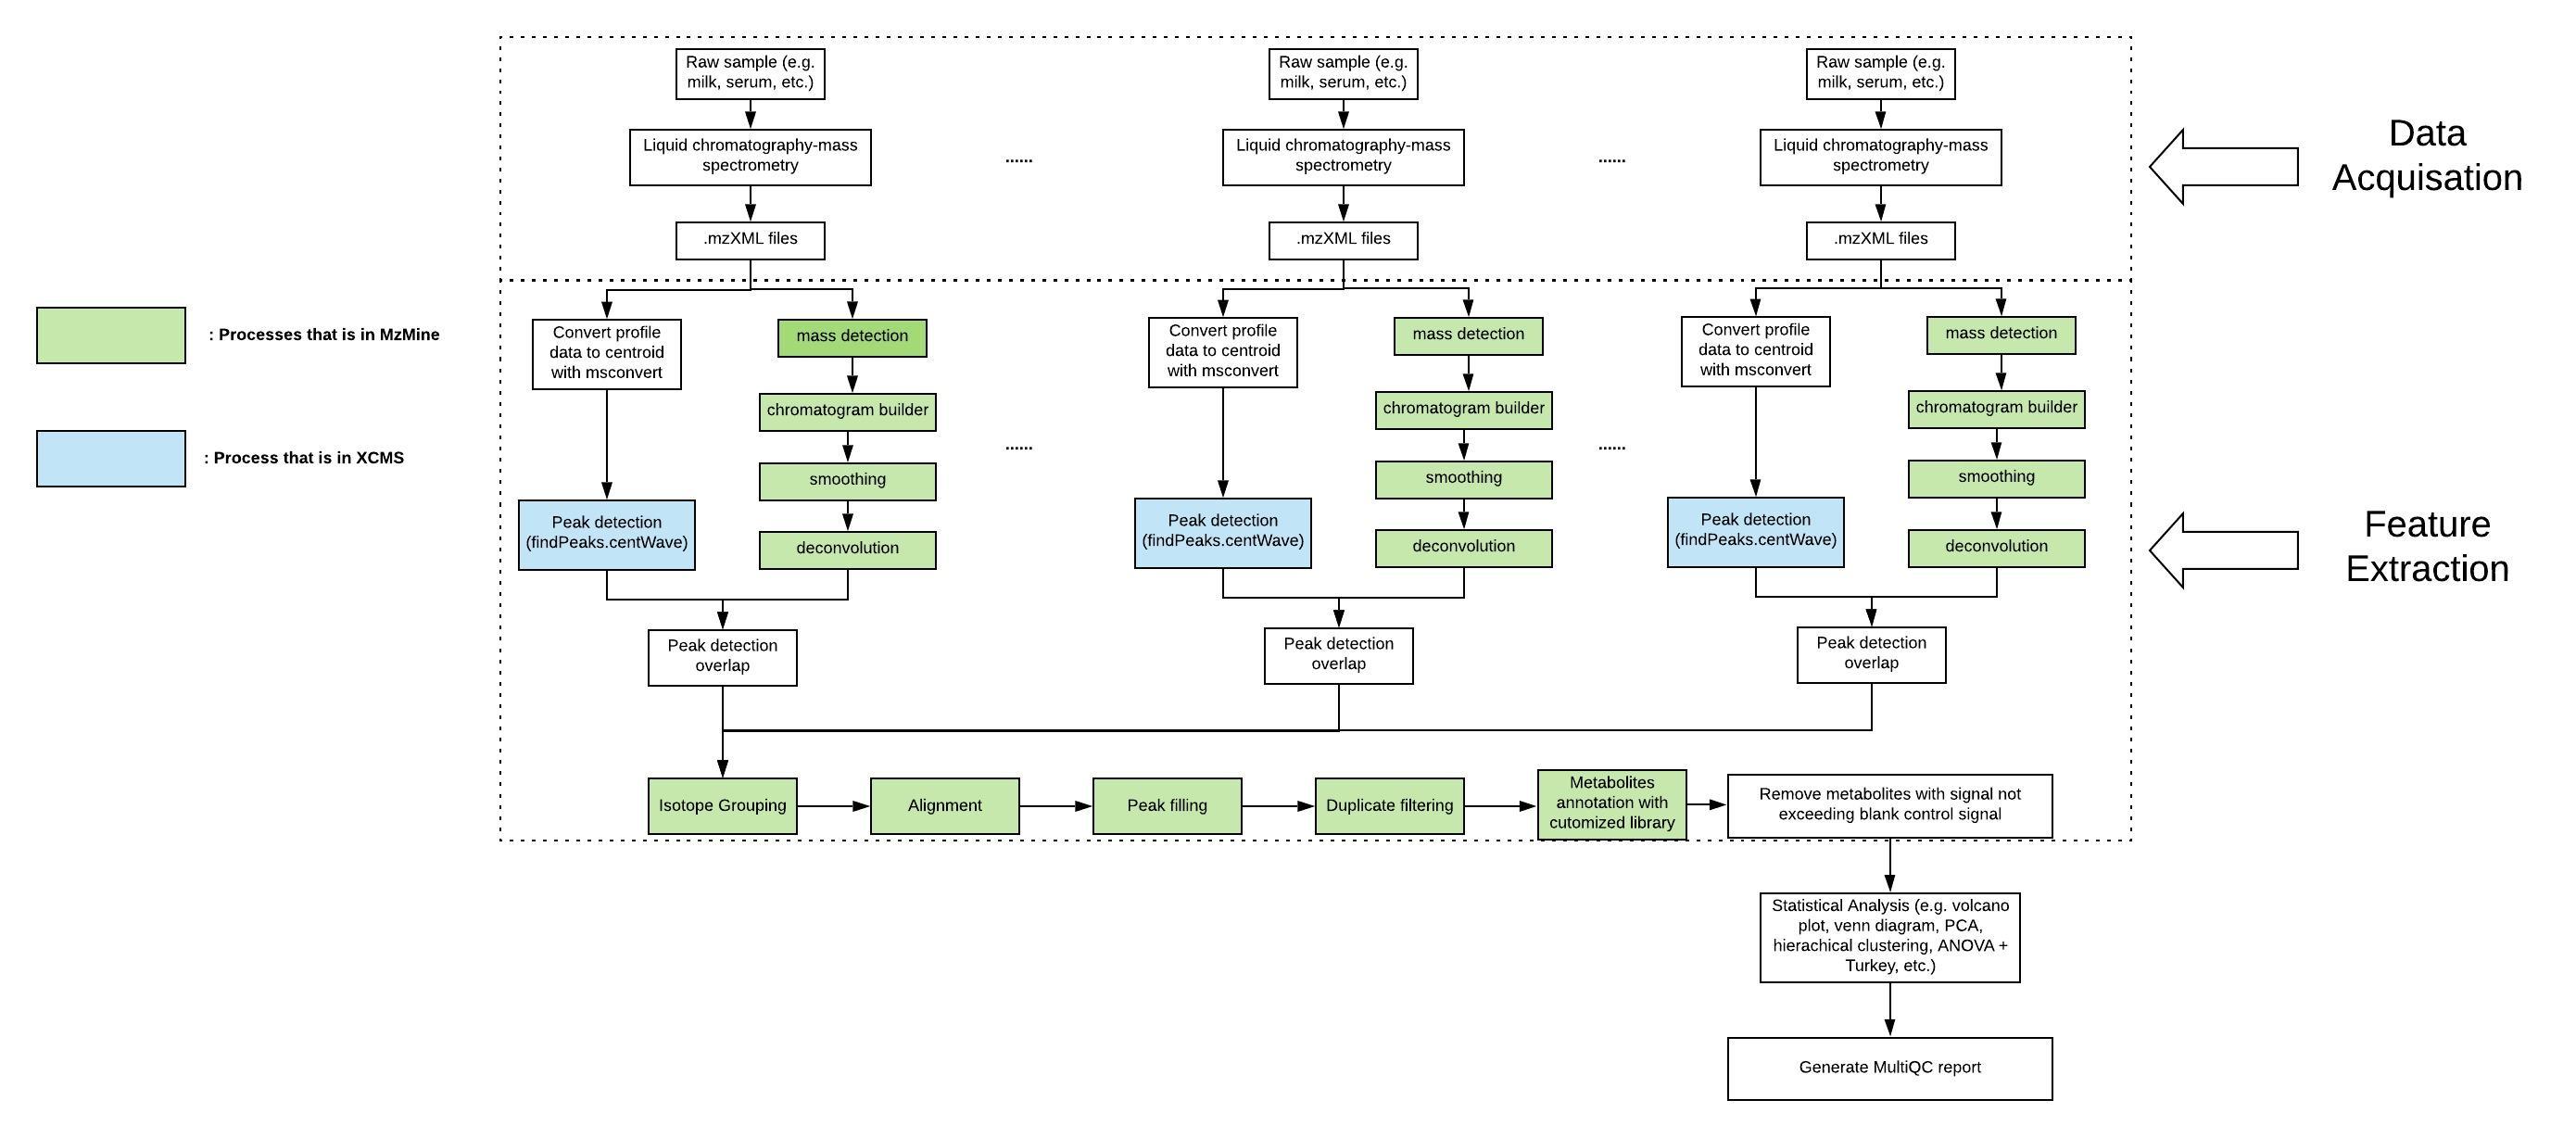 Raw sample (e.g.
milk, serum, etc.)
Raw sample (e.g.
milk, serum, etc.)
Raw sample (e.g.
milk, serum, etc.)
Liquid chromatography-mass
spectrometry
......
Liquid chromatography-mass
spectrometry
......
Liquid chromatography-mass
spectrometry
Data
Acquisation
.mzXML files
.mzXML files
.mzXML files
: Processes that is in MzMine
: Process that is in XCMS
Convert profile
data to centroid
with msconvert
mass detection
chromatogram builder
smoothing
deconvolution
Peak detection
(findPeaks.centWave)
Peak detection
overlap
......
Convert profile
data to centroid
with msconvert
mass detection
chromatogram builder
smoothing
deconvolution
Peak detection
(findPeaks.centWave)
Peak detection
overlap
......
Convert profile
data to centroid
with msconvert
mass detection
chromatogram builder
smoothing
deconvolution
Peak detection
(findPeaks.centWave)
Peak detection
overlap
Feature
Extraction
Isotope Grouping
Alignment
Peak filling
Duplicate filtering
Metabolites
annotation with
cutomized library
Remove metabolites with signal not
exceeding blank control signal
Statistical Analysis (e.g. volcano
plot, venn diagram, PCA,
hierachical clustering, ANOVA +
Turkey, etc.)
Generate MultiQC report